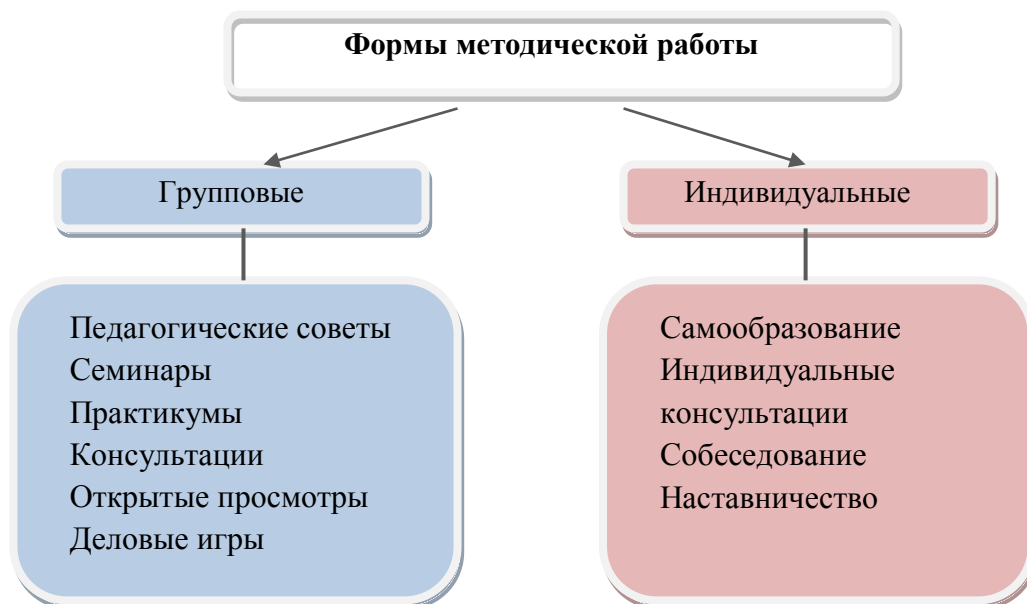 Формы методической работы
Групповые
Индивидуальные
Педагогические советы
Семинары
Практикумы
Консультации
Открытые просмотры
Деловые игры
Самообразование
Индивидуальные
консультации
Собеседование
Наставничество